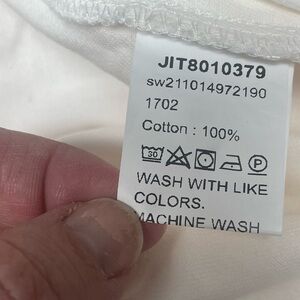 JIT8010379
sw211014972190
1702
Cotton : 100%
WASH WITH LIKE
COLORS.
MACHINE WASH